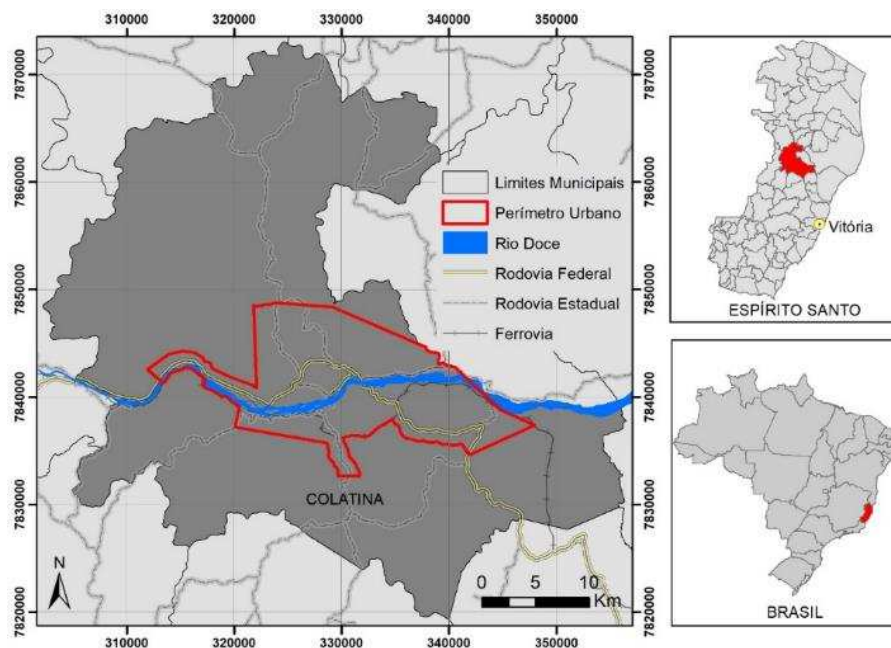 310000 320000 330000 340000 350000
7870000
7860000
7850000
7840000
7830000
7820000
Limites Municipais
Perímetro Urbano
Rio Doce
Rodovia Federal
Rodovia Estadual
Ferrovia
COLATINA
N
0 5 10
Km
7870000
7860000
7850000
7840000
7830000
7820000
310000 320000 330000 340000 350000
Vitória
ESPÍRITO SANTO
BRASIL